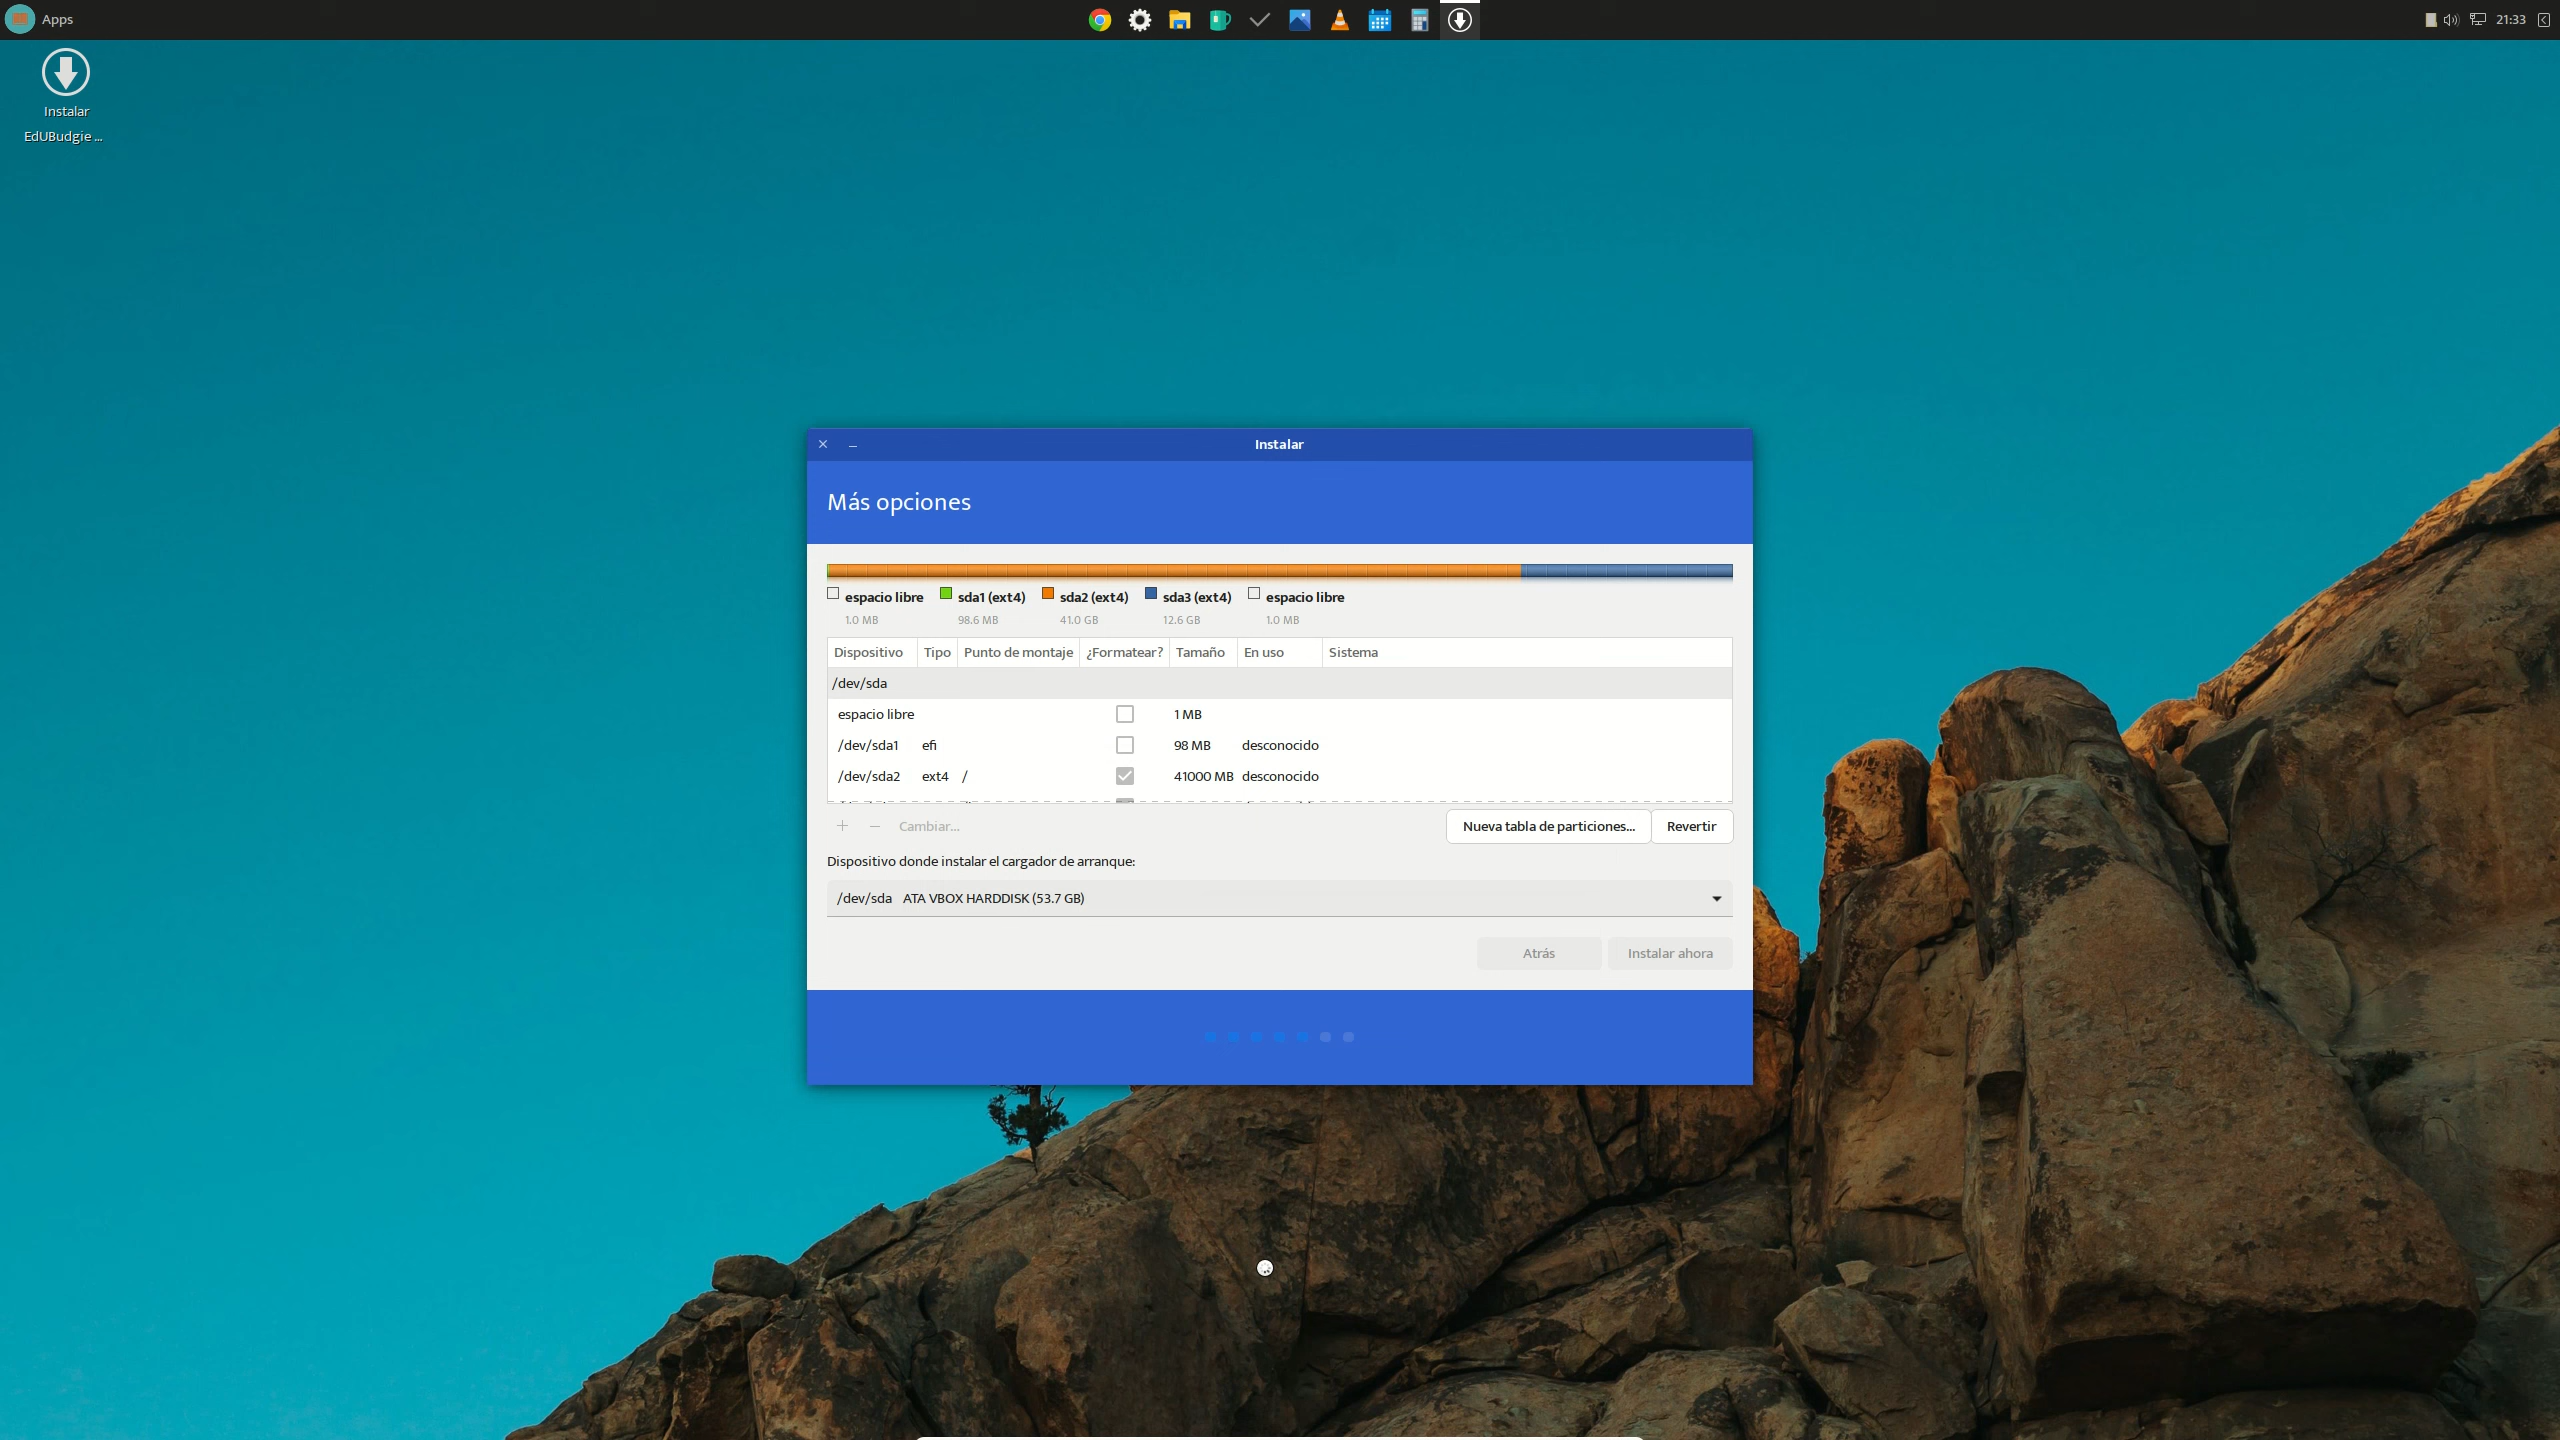 Apps
21:33
Instalar
EdUBudgie ...
Instalar
Más opciones
espacio libre sda1 (ext4) sda2 (ext4) sda3 (ext4) espacio libre
1.0 MB 98.6 MB 41.0 GB 12.6 GB 1.0 MB
Dispositivo Tipo Punto de montaje ¿Formatear? Tamaño En uso Sistema
/dev/sda
espacio libre 1 MB
/dev/sda1 efi 98 MB desconocido
/dev/sda2 ext4 / 41000 MB desconocido
+ − Cambiar... Nueva tabla de particiones... Revertir
Dispositivo donde instalar el cargador de arranque:
/dev/sda ATA VBOX HARDDISK (53.7 GB)
Atrás Instalar ahora